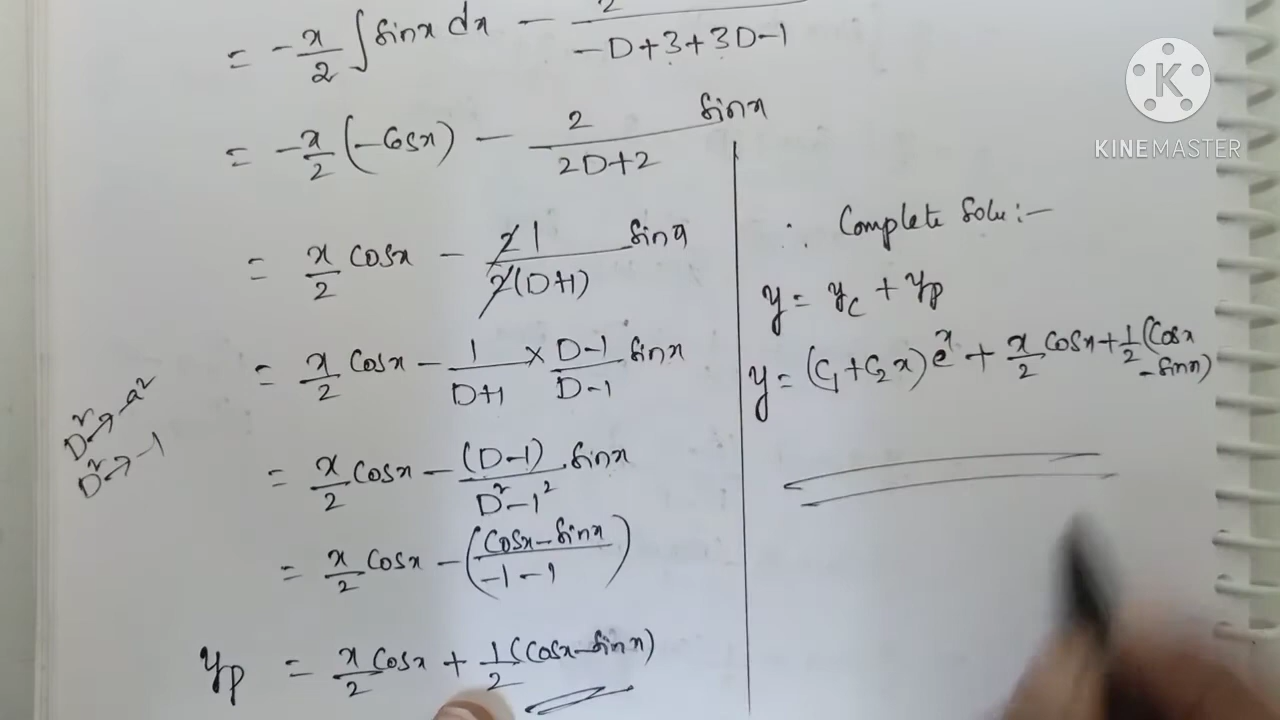 = -x/2 ∫ sinx dx - 2/(-D+3+3D-1)
= -x/2 (-cosx) - 2/(2D+2) sinx
= x/2 cosx - 2 1/2(D+1) sinx
= x/2 cosx - 1/(D+1) × (D-1)/(D-1) sinx
D² → -a²
D² → -1
= x/2 cosx - (D-1)/(D²-1²) sinx
= x/2 cosx - ((cosx-sinx)/(-1-1))
yp = x/2 cosx + 1/2 (cosx-sinx)
∴ Complete Solu:-
y = yc + yp
y = (C1+C2x)e^x + x/2 cosx + 1/2 (cosx
-sinx)
K
KINEMASTER